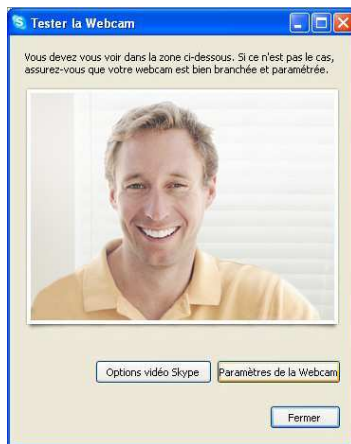 Tester la Webcam
Vous devez vous voir dans la zone ci-dessous. Si ce n'est pas le cas,
assurez-vous que votre webcam est bien branchée et paramétrée.
Options vidéo Skype
Paramètres de la Webcam
Fermer